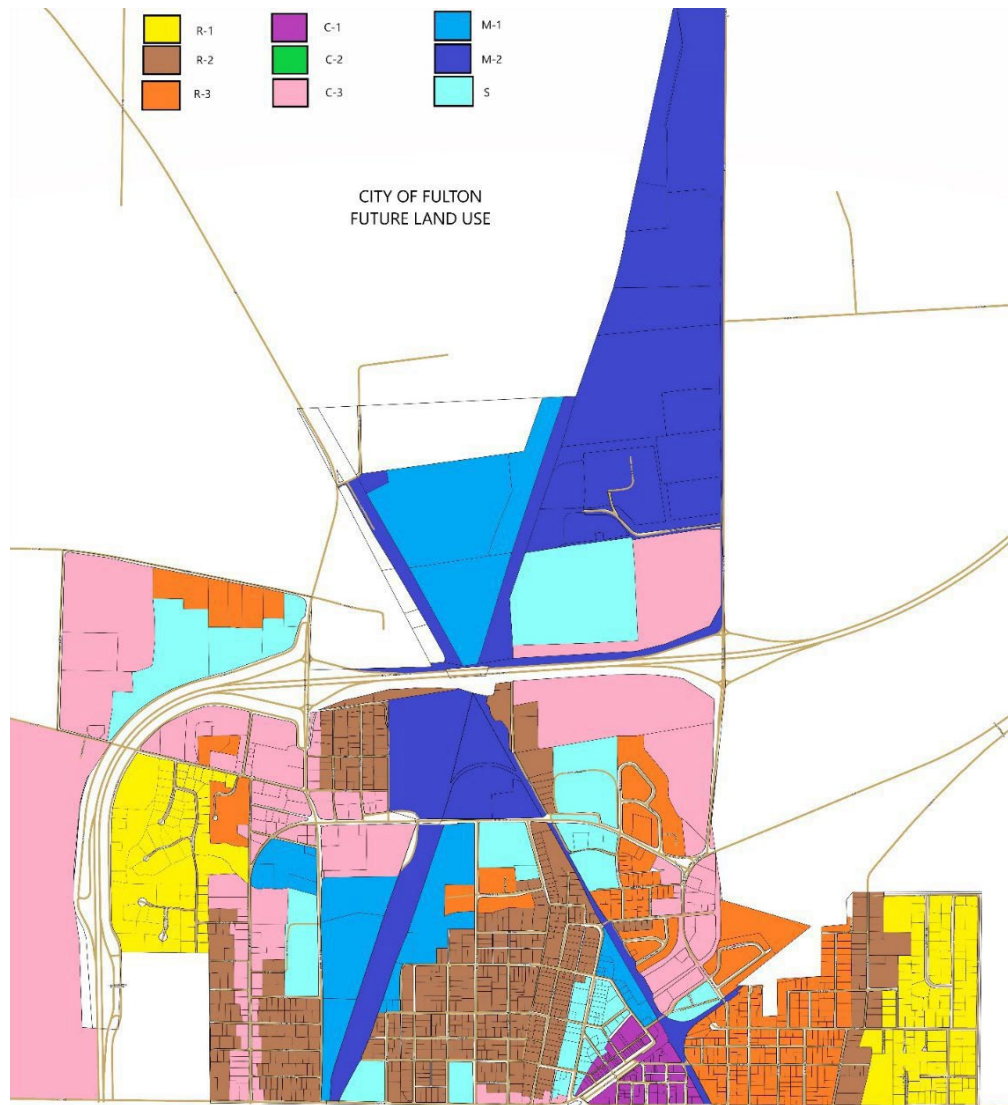 R-1
R-2
R-3
C-1
C-2
C-3
M-1
M-2
S
CITY OF FULTON
FUTURE LAND USE